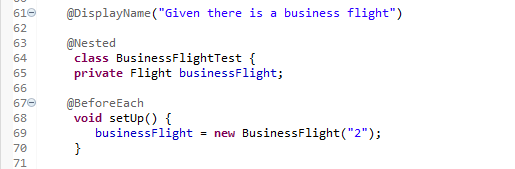 61 @DisplayName("Given there is a business flight")
62
63 @Nested
64 class BusinessFlightTest {
65 private Flight businessFlight;
66
67 @BeforeEach
68 void setUp() {
69 businessFlight = new BusinessFlight("2");
70 }
71